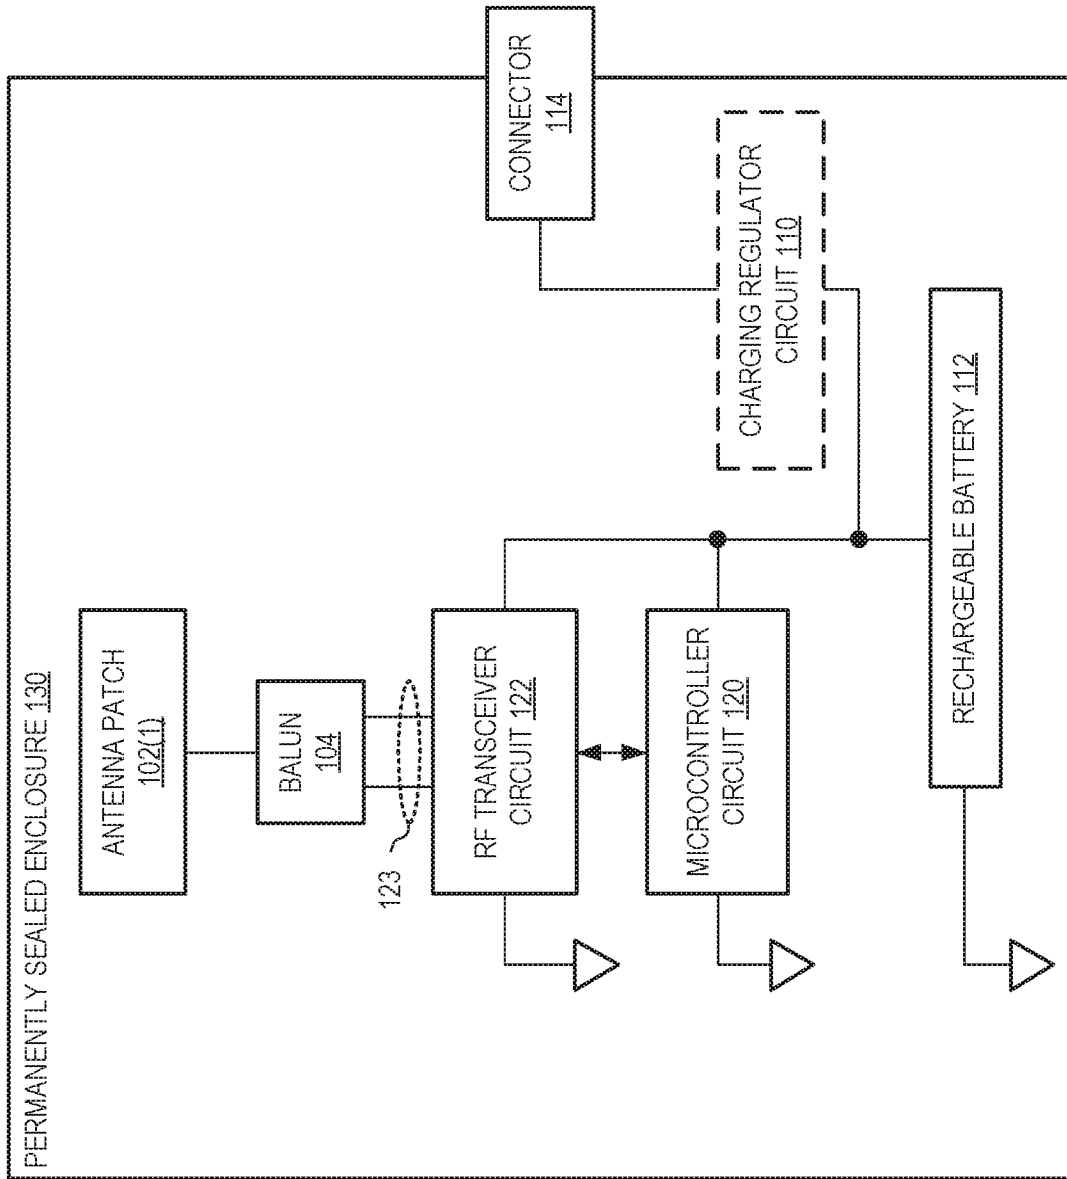 PERMANENTLY SEALED ENCLOSURE 130
ANTENNA PATCH
102(1)
BALUN
104
123
RF TRANSCEIVER
CIRCUIT 122
MICROCONTROLLER
CIRCUIT 120
RECHARGEABLE BATTERY 112
CHARGING REGULATOR
CIRCUIT 110
CONNECTOR
114